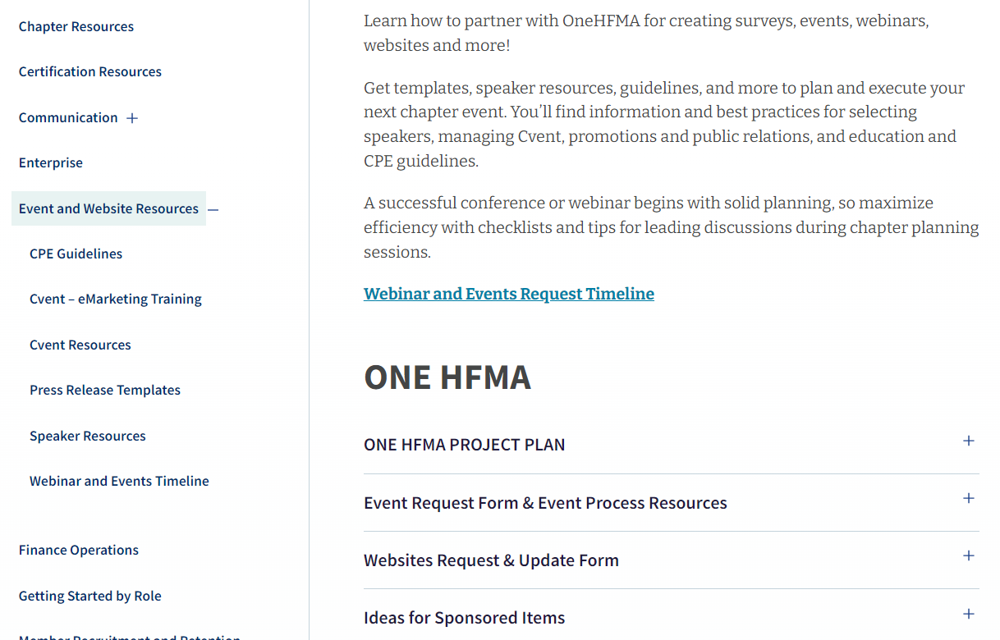 Chapter Resources
Certification Resources
Communication
Enterprise
Event and Website Resources
CPE Guidelines
Cvent – eMarketing Training
Cvent Resources
Press Release Templates
Speaker Resources
Webinar and Events Timeline
Finance Operations
Getting Started by Role
Member Recruitment and Retention
Learn how to partner with OneHFMA for creating surveys, events, webinars,
websites and more!
Get templates, speaker resources, guidelines, and more to plan and execute your
next chapter event. You’ll find information and best practices for selecting
speakers, managing Cvent, promotions and public relations, and education and
CPE guidelines.
A successful conference or webinar begins with solid planning, so maximize
efficiency with checklists and tips for leading discussions during chapter planning
sessions.
Webinar and Events Request Timeline
ONE HFMA
ONE HFMA PROJECT PLAN
Event Request Form & Event Process Resources
Websites Request & Update Form
Ideas for Sponsored Items